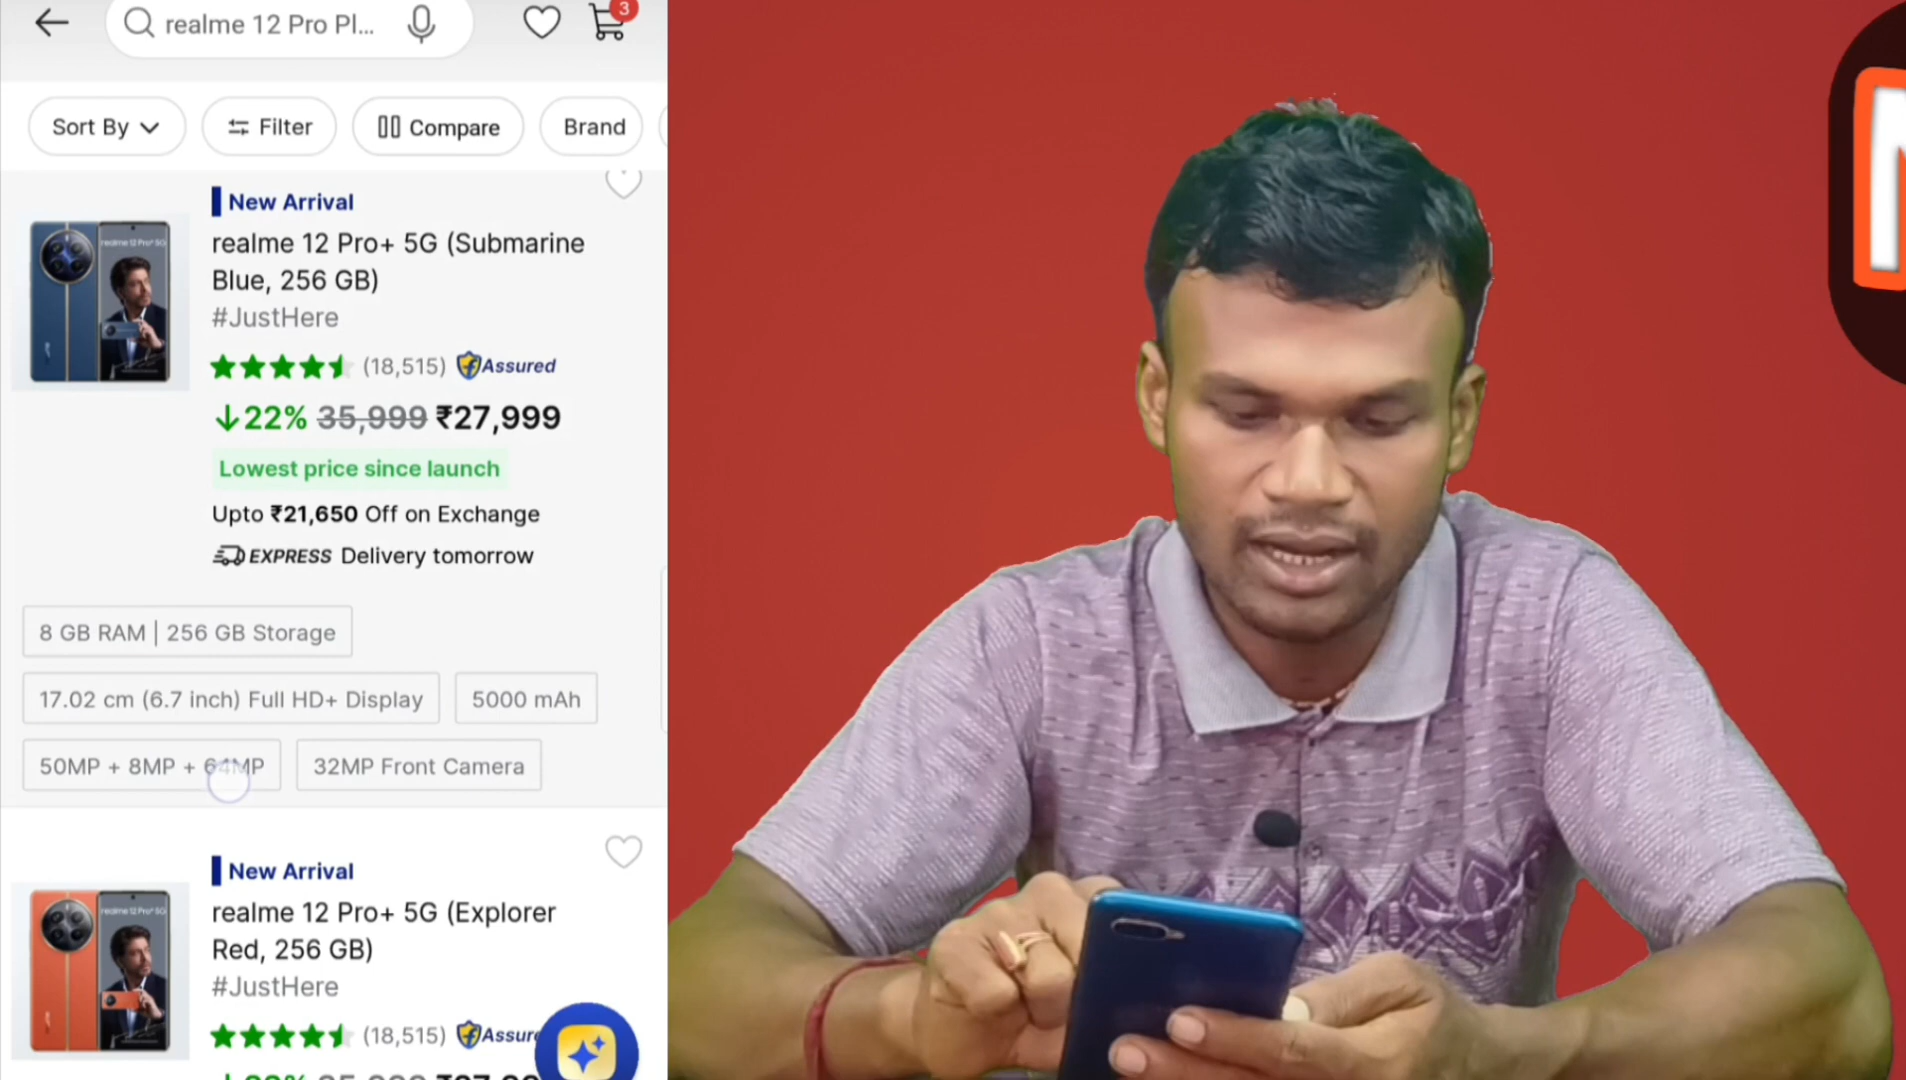 realme 12 Pro Pl...
3
Sort By
Filter
Compare
Brand
New Arrival
realme 12 Pro+ 5G (Submarine
Blue, 256 GB)
#JustHere
(18,515) Assured
↓22% 35,999 ₹27,999
Lowest price since launch
Upto ₹21,650 Off on Exchange
EXPRESS Delivery tomorrow
8 GB RAM | 256 GB Storage
17.02 cm (6.7 inch) Full HD+ Display
5000 mAh
50MP + 8MP + 64MP
32MP Front Camera
New Arrival
realme 12 Pro+ 5G (Explorer
Red, 256 GB)
#JustHere
(18,515) Assure